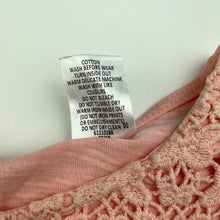 COTTON
WASH BEFORE WEAR
TURN INSIDE OUT
WARM DELICATE MACHINE
WASH WITH LIKE
COLOURS
DO NOT BLEACH
DO NOT TUMBLE DRY
WARM IRON INSIDE OUT
(DO NOT IRON PRINTS
OR EMBELLISHMENTS)
DO NOT DRY CLEAN